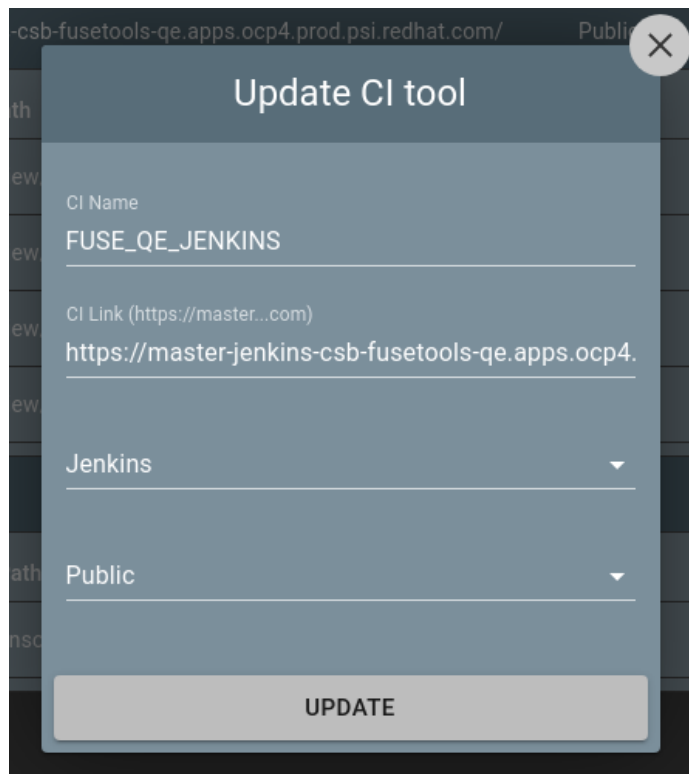 -csb-fusetools-qe.apps.ocp4.prod.psi.redhat.com/
Update CI tool
CI Name
FUSE_QE_JENKINS
CI Link (https://master...com)
https://master-jenkins-csb-fusetools-qe.apps.ocp4.
Jenkins
Public
UPDATE